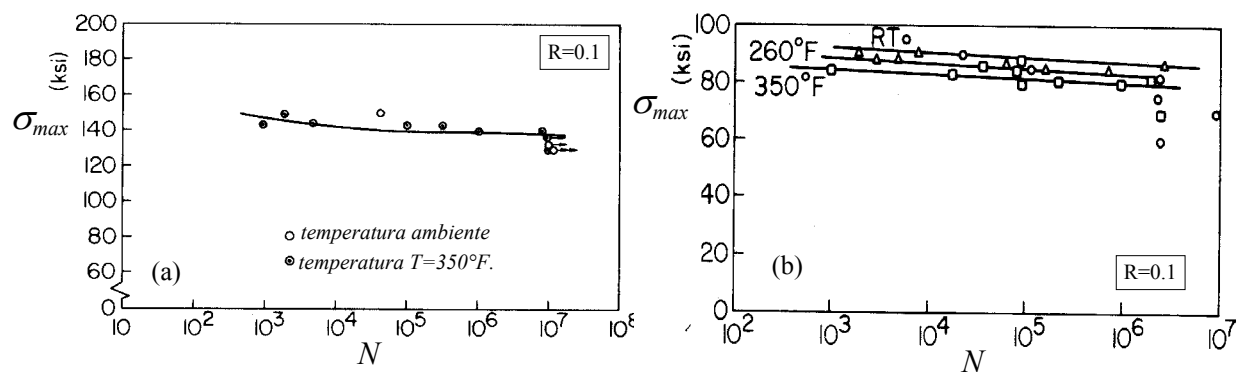 200
180
160
140
120
100
80
60
0
(ksi)
σmax
R=0.1
temperatura ambiente
temperatura T=350°F.
(a)
10 10² 10³ 10⁴ 10⁵ 10⁶ 10⁷ 10⁸
N
100
80
60
40
20
0
(ksi)
σmax
RT
260°F
350°F
(b)
R=0.1
10² 10³ 10⁴ 10⁵ 10⁶ 10⁷
N